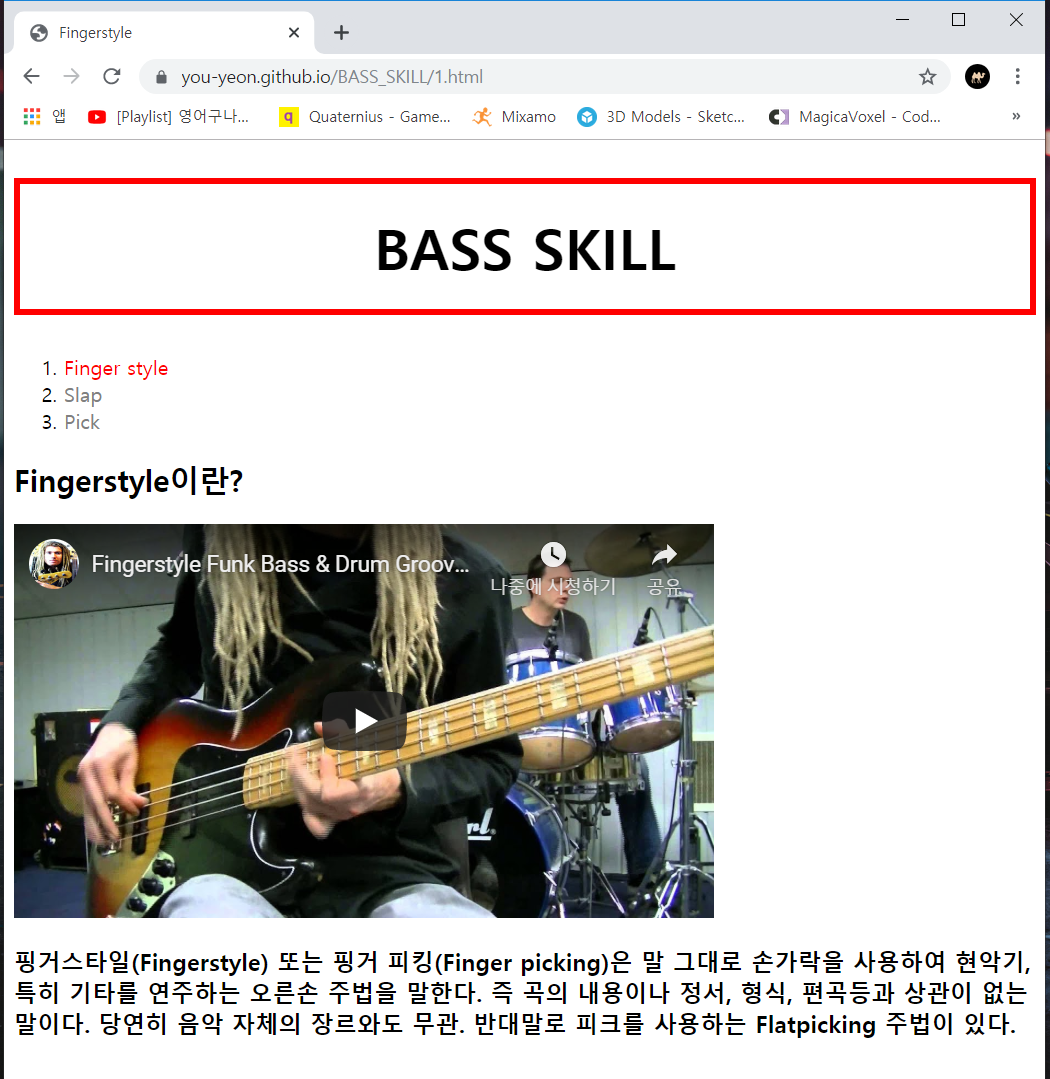 Fingerstyle
you-yeon.github.io/BASS_SKILL/1.html
앱 [Playlist] 영어구나... q Quaternius - Game... Mixamo 3D Models - Sketc... MagicaVoxel - Cod... »
BASS SKILL
1. Finger style
2. Slap
3. Pick
Fingerstyle이란?
Fingerstyle Funk Bass & Drum Groov...
나중에 시청하기 공유
핑거스타일(Fingerstyle) 또는 핑거 피킹(Finger picking)은 말 그대로 손가락을 사용하여 현악기,
특히 기타를 연주하는 오른손 주법을 말한다. 즉 곡의 내용이나 정서, 형식, 편곡등과 상관이 없는
말이다. 당연히 음악 자체의 장르와도 무관. 반대말로 피크를 사용하는 Flatpicking 주법이 있다.